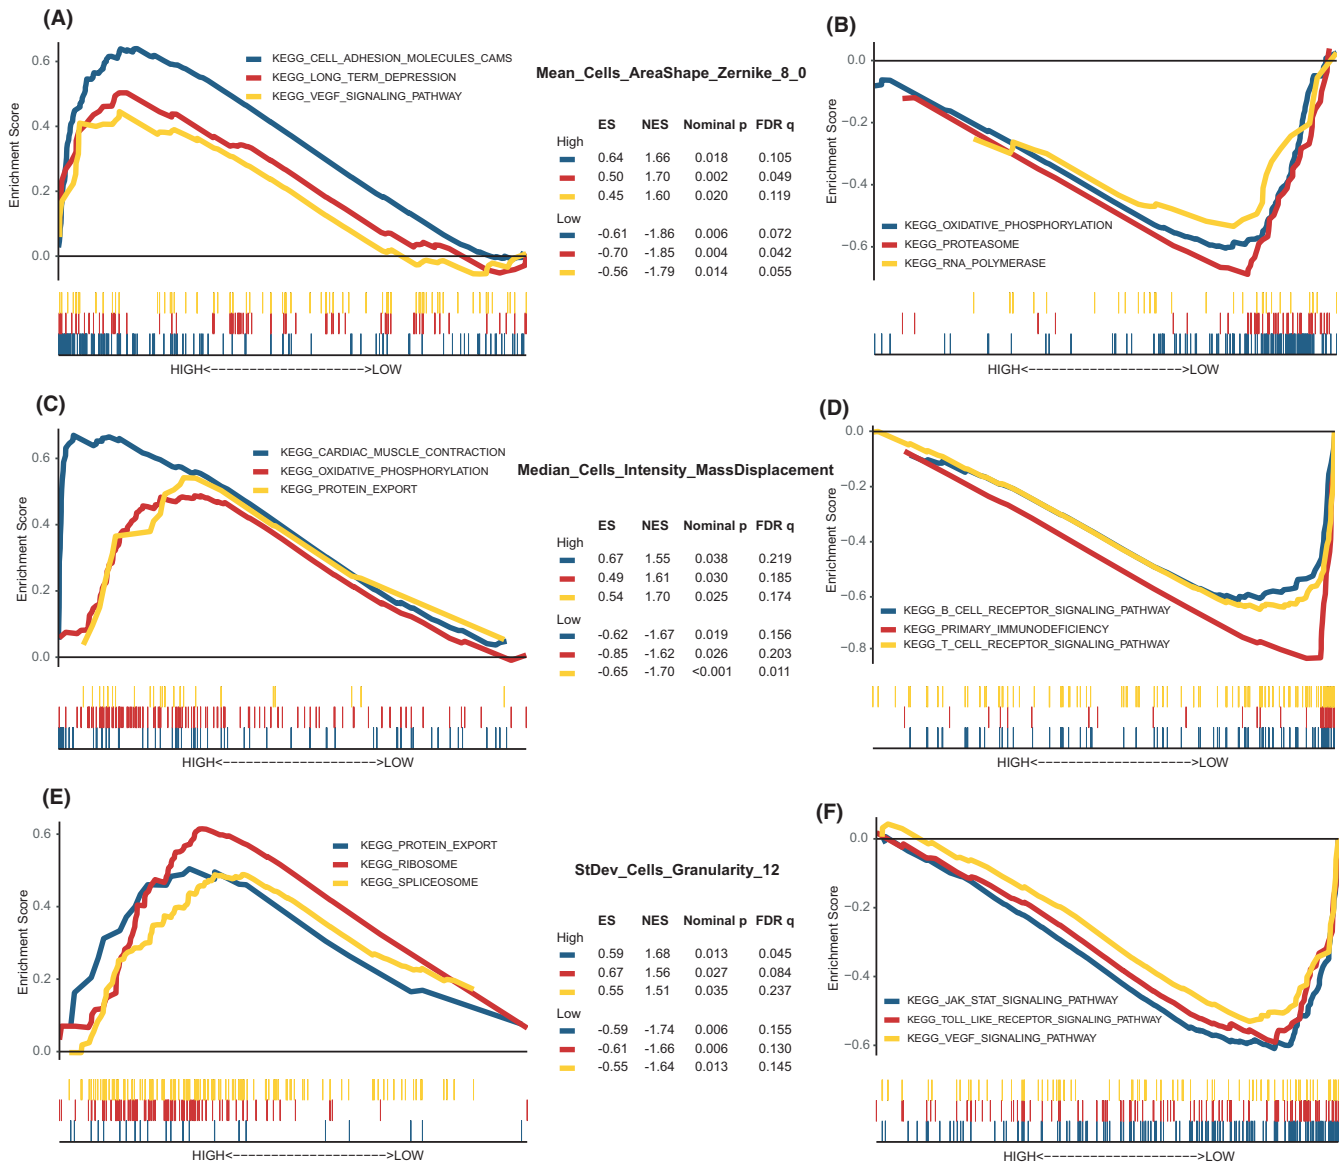 (A)
Enrichment Score
0.6
0.4
0.2
0.0
KEGG_CELL_ADHESION_MOLECULES_CAMS
KEGG_LONG_TERM_DEPRESSION
KEGG_VEGF_SIGNALING_PATHWAY
HIGH<------------------->LOW
Mean_Cells_AreaShape_Zernike_8_0
ES NES Nominal p FDR q
High
0.64 1.66 0.018 0.105
0.50 1.70 0.002 0.049
0.45 1.60 0.020 0.119
Low
-0.61 -1.86 0.006 0.072
-0.70 -1.85 0.004 0.042
-0.56 -1.79 0.014 0.055
(B)
Enrichment Score
0.0
−0.2
−0.4
−0.6
KEGG_OXIDATIVE_PHOSPHORYLATION
KEGG_PROTEASOME
KEGG_RNA_POLYMERASE
HIGH<------------------->LOW
(C)
Enrichment Score
0.6
0.4
0.2
0.0
KEGG_CARDIAC_MUSCLE_CONTRACTION
KEGG_OXIDATIVE_PHOSPHORYLATION
KEGG_PROTEIN_EXPORT
HIGH<------------------->LOW
Median_Cells_Intensity_MassDisplacement
ES NES Nominal p FDR q
High
0.67 1.55 0.038 0.219
0.49 1.61 0.030 0.185
0.54 1.70 0.025 0.174
Low
-0.62 -1.67 0.019 0.156
-0.85 -1.62 0.026 0.203
-0.65 -1.70 <0.001 0.011
(D)
Enrichment Score
0.0
−0.2
−0.4
−0.6
−0.8
KEGG_B_CELL_RECEPTOR_SIGNALING_PATHWAY
KEGG_PRIMARY_IMMUNODEFICIENCY
KEGG_T_CELL_RECEPTOR_SIGNALING_PATHWAY
HIGH<------------------->LOW
(E)
Enrichment Score
0.6
0.4
0.2
0.0
KEGG_PROTEIN_EXPORT
KEGG_RIBOSOME
KEGG_SPLICEOSOME
HIGH<------------------->LOW
StDev_Cells_Granularity_12
ES NES Nominal p FDR q
High
0.59 1.68 0.013 0.045
0.67 1.56 0.027 0.084
0.55 1.51 0.035 0.237
Low
-0.59 -1.74 0.006 0.155
-0.61 -1.66 0.006 0.130
-0.55 -1.64 0.013 0.145
(F)
Enrichment Score
0.0
−0.2
−0.4
−0.6
KEGG_JAK_STAT_SIGNALING_PATHWAY
KEGG_TOLL_LIKE_RECEPTOR_SIGNALING_PATHWAY
KEGG_VEGF_SIGNALING_PATHWAY
HIGH<------------------->LOW